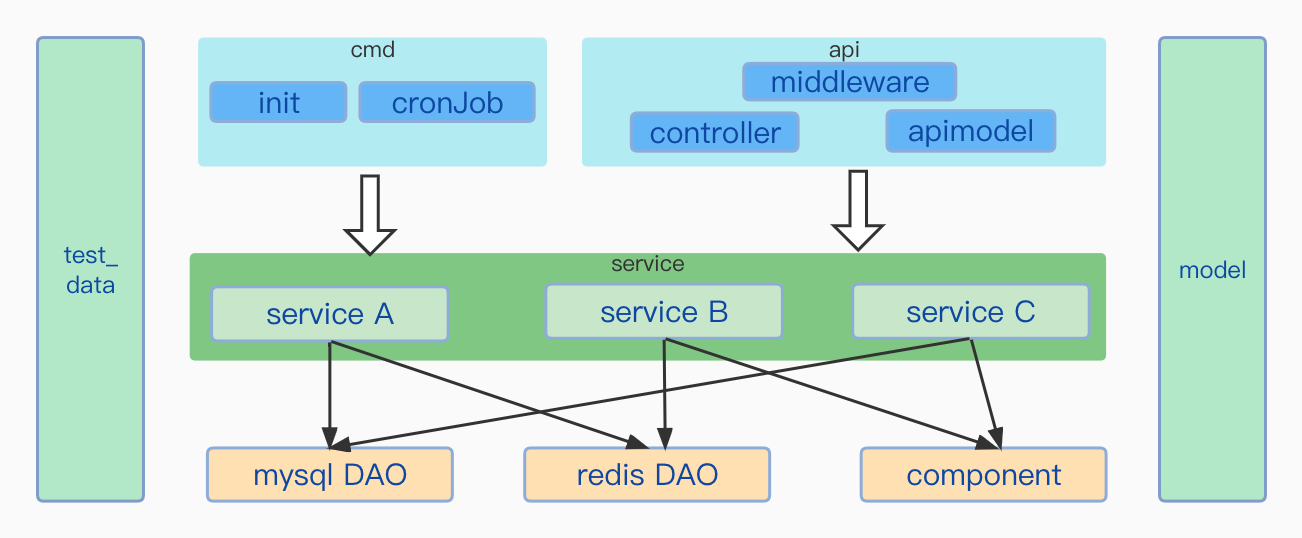 cmd
init
cronJob
api
middleware
controller
apimodel
test_
data
model
service
service A
service B
service C
mysql DAO
redis DAO
component